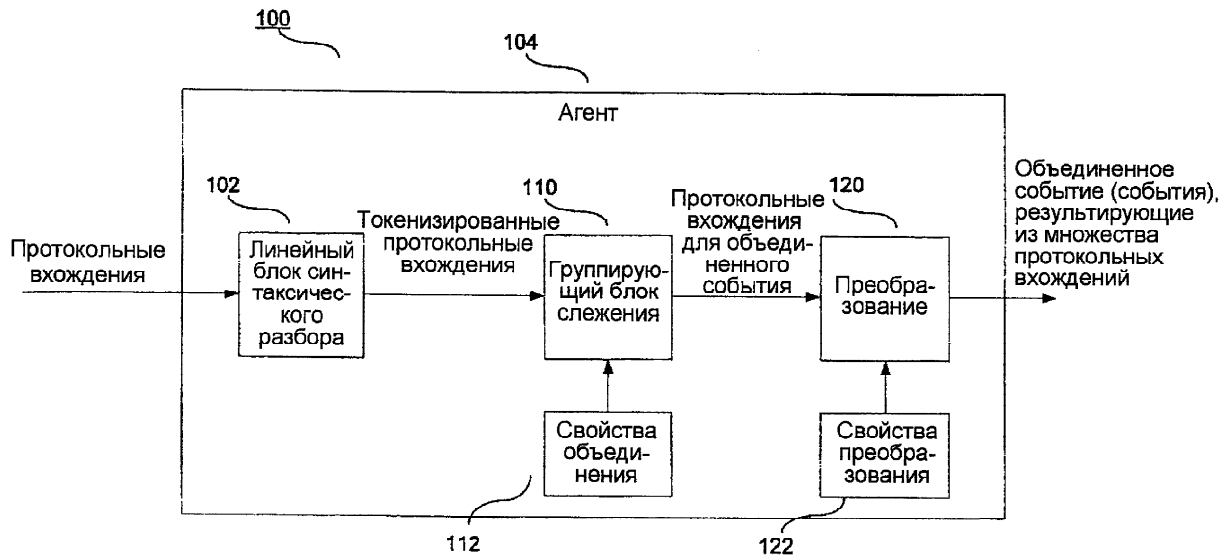 100
104
Агент
102
110
120
Протокольные
вхождения
Линейный
блок син-
таксичес-
кого
разбора
Токенизированные
протокольные
вхождения
Группирую-
щий блок
слежения
Протокольные
вхождения
для объеди-
ненного
события
Преобра-
зование
Объединенное
событие (события),
результирующие
из множества
протокольных
вхождений
Свойства
объеди-
нения
Свойства
преобра-
зования
112
122